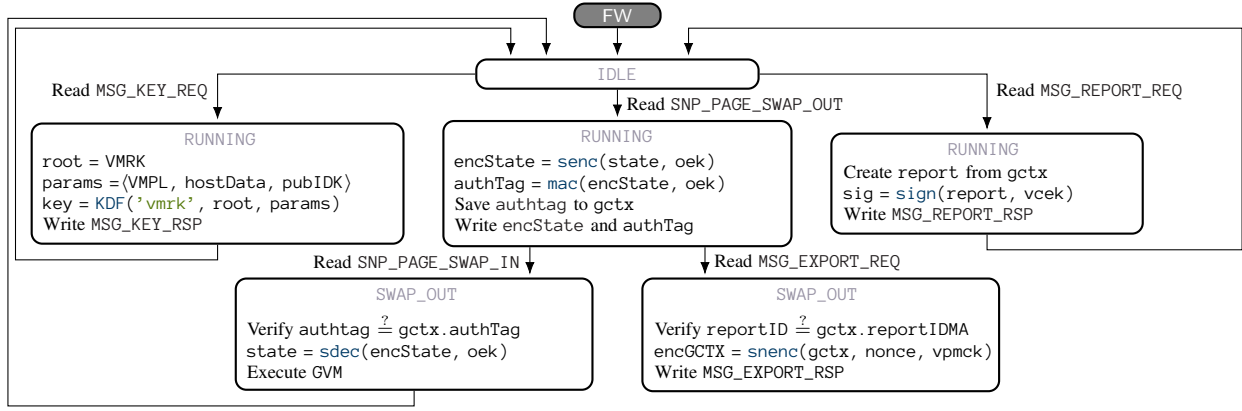 FW
IDLE
Read MSG_KEY_REQ
Read SNP_PAGE_SWAP_OUT
Read MSG_REPORT_REQ
RUNNING
root = VMRK
params =⟨VMPL, hostData, pubIDK⟩
key = KDF('vmrk', root, params)
Write MSG_KEY_RSP
RUNNING
encState = senc(state, oek)
authTag = mac(encState, oek)
Save authtag to gctx
Write encState and authTag
RUNNING
Create report from gctx
sig = sign(report, vcek)
Write MSG_REPORT_RSP
Read SNP_PAGE_SWAP_IN
Read MSG_EXPORT_REQ
SWAP_OUT
Verify authtag ≟ gctx.authTag
state = sdec(encState, oek)
Execute GVM
SWAP_OUT
Verify reportID ≟ gctx.reportIDMA
encGCTX = snenc(gctx, nonce, vpmck)
Write MSG_EXPORT_RSP